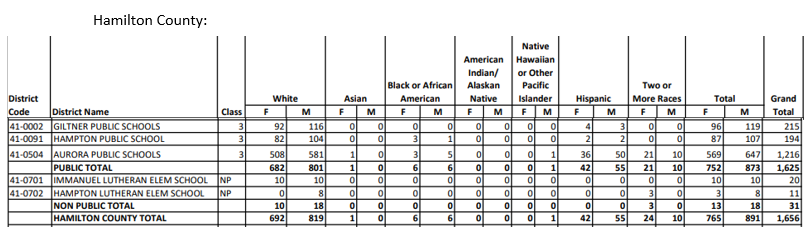 Hamilton County:
Native
American Hawaiian
Indian/ or Other
Black or African Alaskan Pacific Two or
District White Asian American Native Islander Hispanic More Races Total Grand
Code District Name Class F M F M F M F M F M F M F M F M Total
41-0002 GILTNER PUBLIC SCHOOLS 3 92 116 0 0 0 0 0 0 0 0 4 3 0 0 96 119 215
41-0091 HAMPTON PUBLIC SCHOOL 3 82 104 0 0 3 1 0 0 0 0 2 2 0 0 87 107 194
41-0504 AURORA PUBLIC SCHOOLS 3 508 581 1 0 3 5 0 0 0 1 36 50 21 10 569 647 1,216
PUBLIC TOTAL 682 801 1 0 6 6 0 0 0 1 42 55 21 10 752 873 1,625
41-0701 IMMANUEL LUTHERAN ELEM SCHOOL NP 10 10 0 0 0 0 0 0 0 0 0 0 0 0 10 10 20
41-0702 HAMPTON LUTHERAN ELEM SCHOOL NP 0 8 0 0 0 0 0 0 0 0 0 0 3 0 3 8 11
NON PUBLIC TOTAL 10 18 0 0 0 0 0 0 0 0 0 0 3 0 13 18 31
HAMILTON COUNTY TOTAL 692 819 1 0 6 6 0 0 0 1 42 55 24 10 765 891 1,656